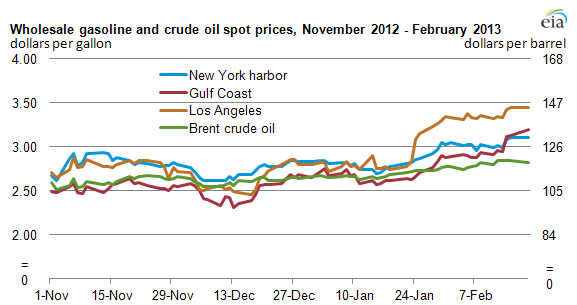 Wholesale gasoline and crude oil spot prices, November 2012 - February 2013
eia
dollars per gallon
dollars per barrel
4.00
168
New York harbor
Gulf Coast
Los Angeles
Brent crude oil
3.50
147
3.00
126
2.50
105
2.00
84
=
=
0
0
1-Nov 15-Nov 29-Nov 13-Dec 27-Dec 10-Jan 24-Jan 7-Feb